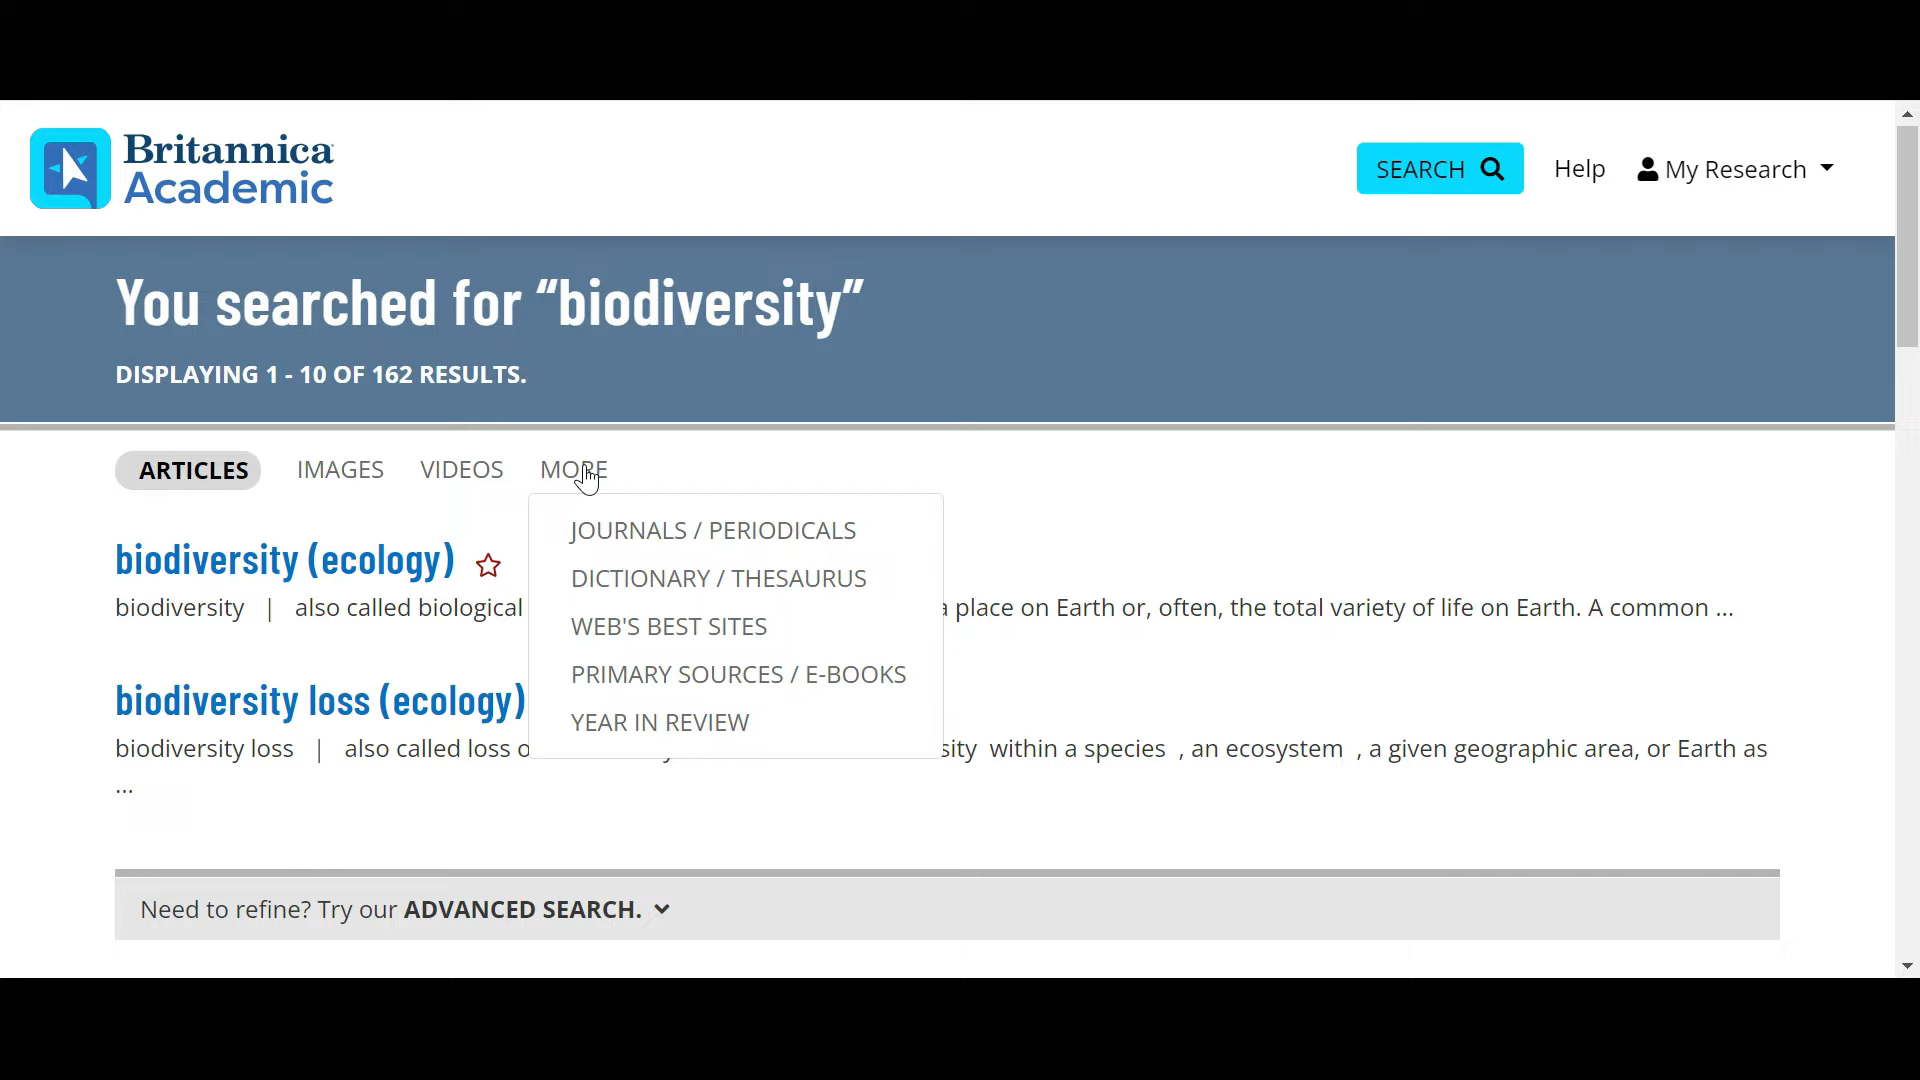 Britannica
Academic
SEARCH
Help
My Research
You searched for “biodiversity”
DISPLAYING 1 - 10 OF 162 RESULTS.
ARTICLES
IMAGES
VIDEOS
MORE
JOURNALS / PERIODICALS
DICTIONARY / THESAURUS
WEB'S BEST SITES
PRIMARY SOURCES / E-BOOKS
YEAR IN REVIEW
biodiversity (ecology)
biodiversity | also called biological place on Earth or, often, the total variety of life on Earth. A common ...
biodiversity loss (ecology)
biodiversity loss | also called loss within a species , an ecosystem , a given geographic area, or Earth as
...
Need to refine? Try our ADVANCED SEARCH.